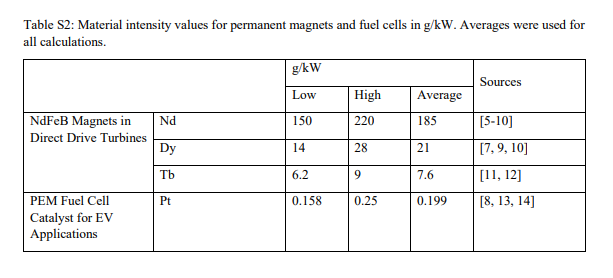 Table S2: Material intensity values for permanent magnets and fuel cells in g/kW. Averages were used for
all calculations.
g/kW
Sources
Low High Average
NdFeB Magnets in
Direct Drive Turbines
Nd 150 220 185 [5-10]
Dy 14 28 21 [7, 9, 10]
Tb 6.2 9 7.6 [11, 12]
PEM Fuel Cell
Catalyst for EV
Applications
Pt 0.158 0.25 0.199 [8, 13, 14]